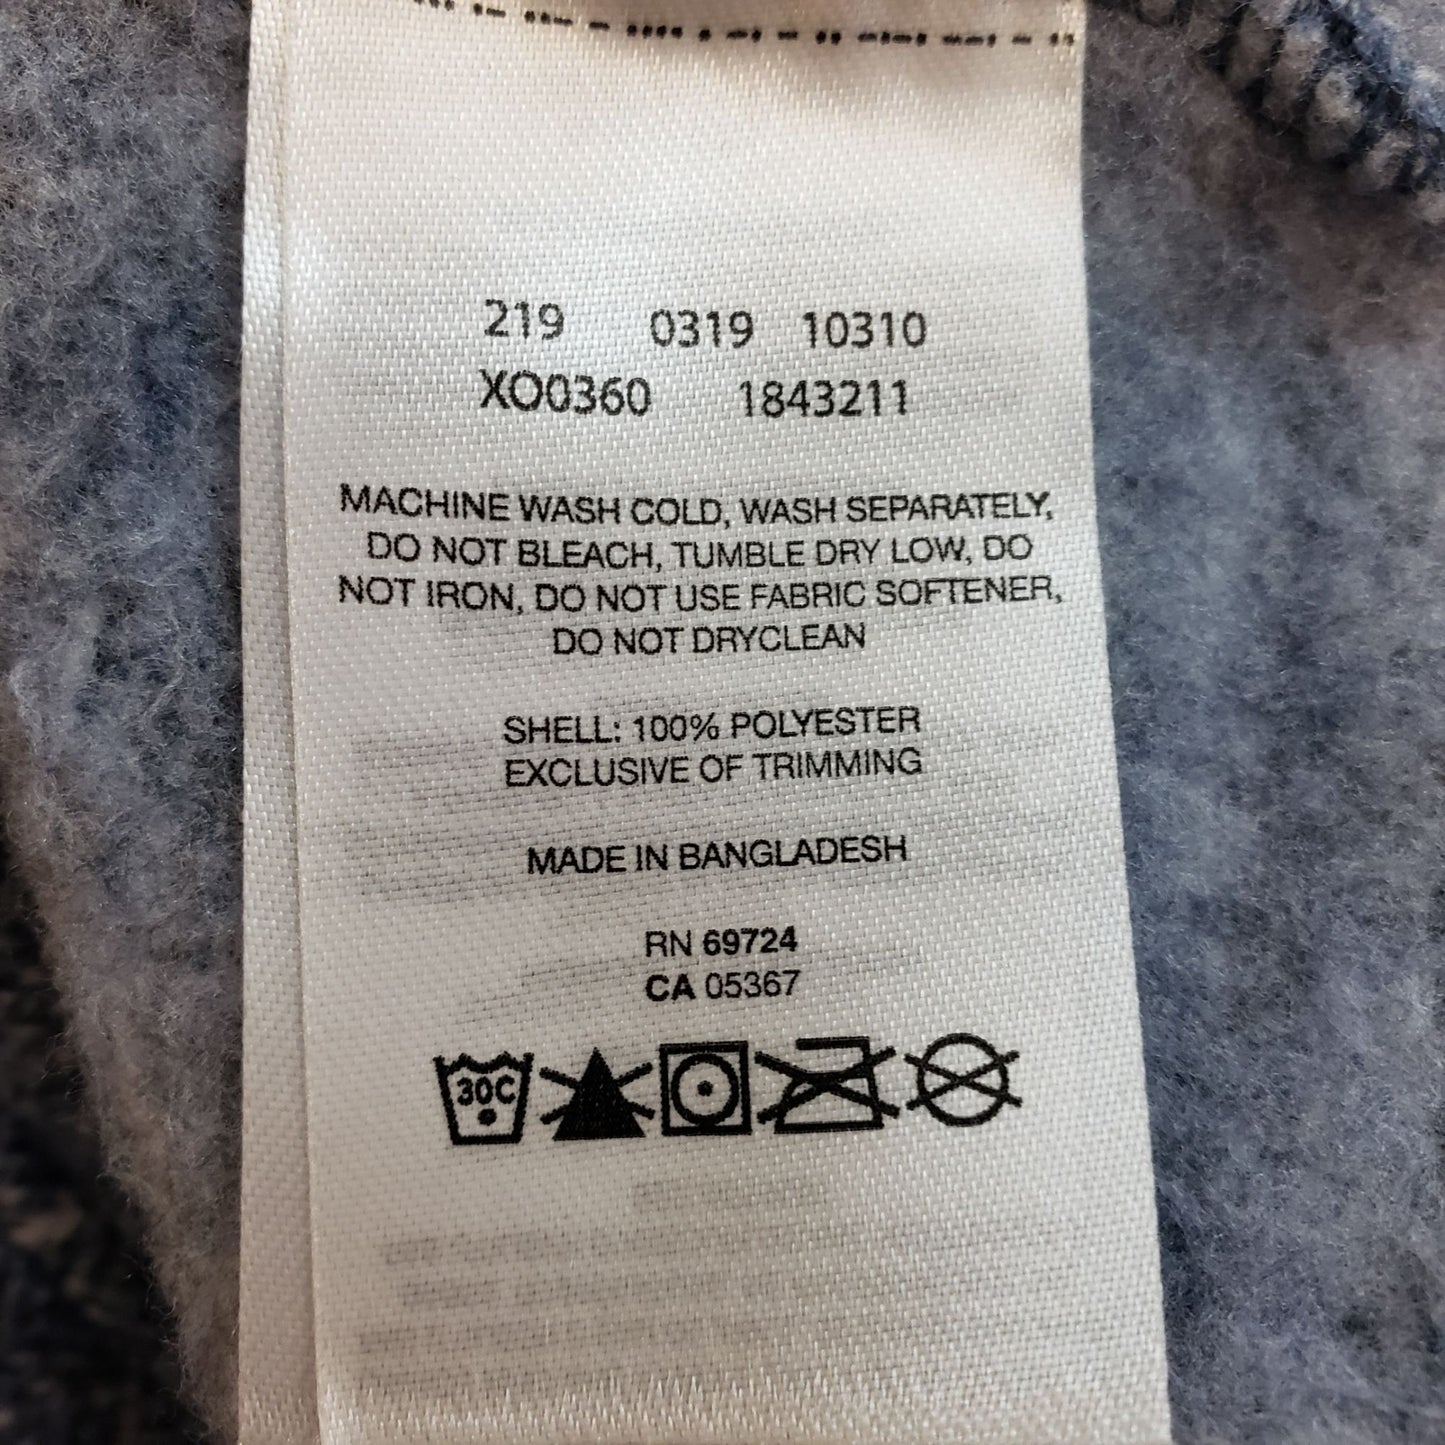 219 0319 10310
XO0360 1843211
MACHINE WASH COLD, WASH SEPARATELY,
DO NOT BLEACH, TUMBLE DRY LOW, DO
NOT IRON, DO NOT USE FABRIC SOFTENER,
DO NOT DRYCLEAN
SHELL: 100% POLYESTER
EXCLUSIVE OF TRIMMING
MADE IN BANGLADESH
RN 69724
CA 05367
30C